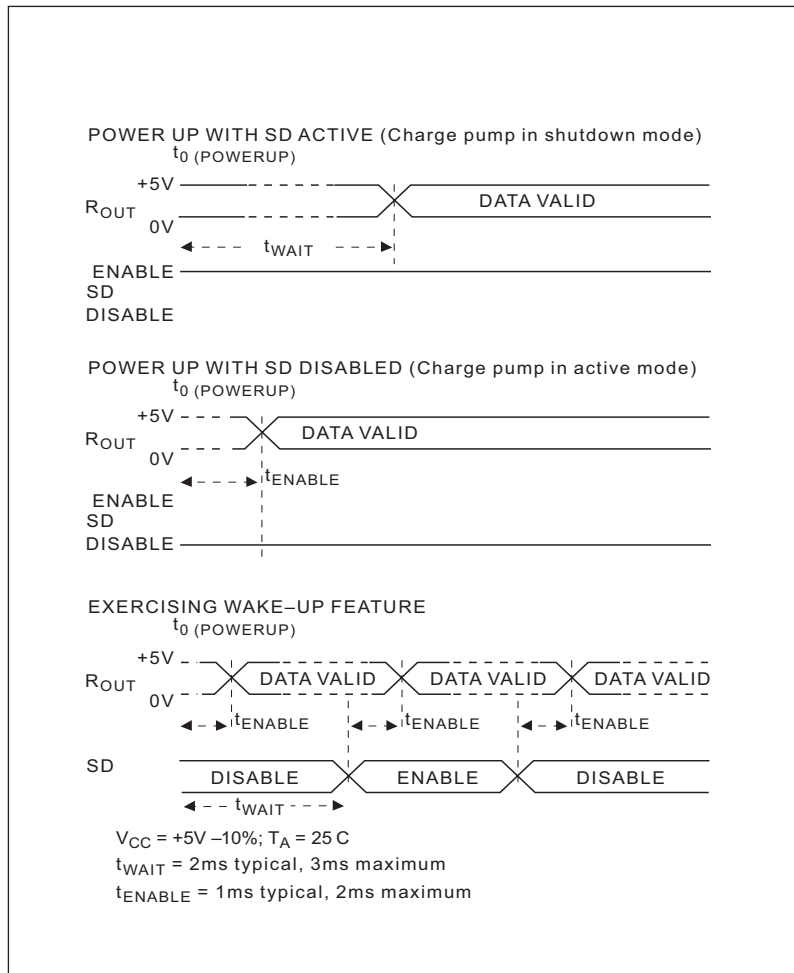 POWER UP WITH SD ACTIVE (Charge pump in shutdown mode)
t0 (POWERUP)
+5V
ROUT
DATA VALID
0V
tWAIT
ENABLE
SD
DISABLE
POWER UP WITH SD DISABLED (Charge pump in active mode)
t0 (POWERUP)
+5V
ROUT
DATA VALID
0V
tENABLE
ENABLE
SD
DISABLE
EXERCISING WAKE–UP FEATURE
t0 (POWERUP)
+5V
ROUT
DATA VALID DATA VALID DATA VALID
0V
tENABLE tENABLE tENABLE
SD
DISABLE ENABLE DISABLE
tWAIT
VCC = +5V –10%; TA = 25 C
tWAIT = 2ms typical, 3ms maximum
tENABLE = 1ms typical, 2ms maximum